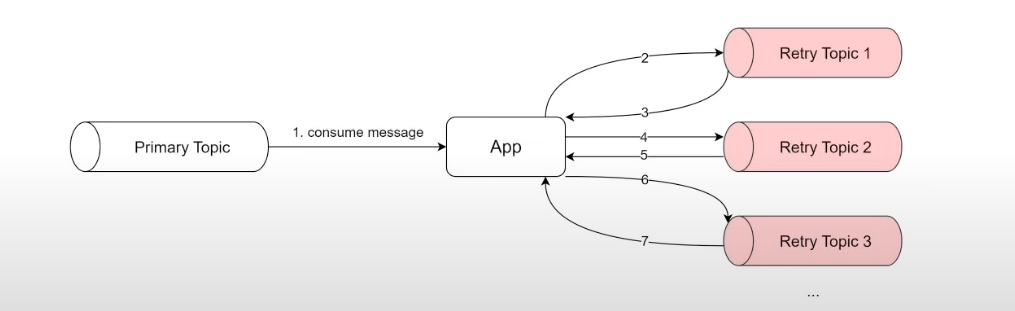 2
Retry Topic 1
1. consume message
3
Primary Topic
App
4
Retry Topic 2
5
6
7
Retry Topic 3
...